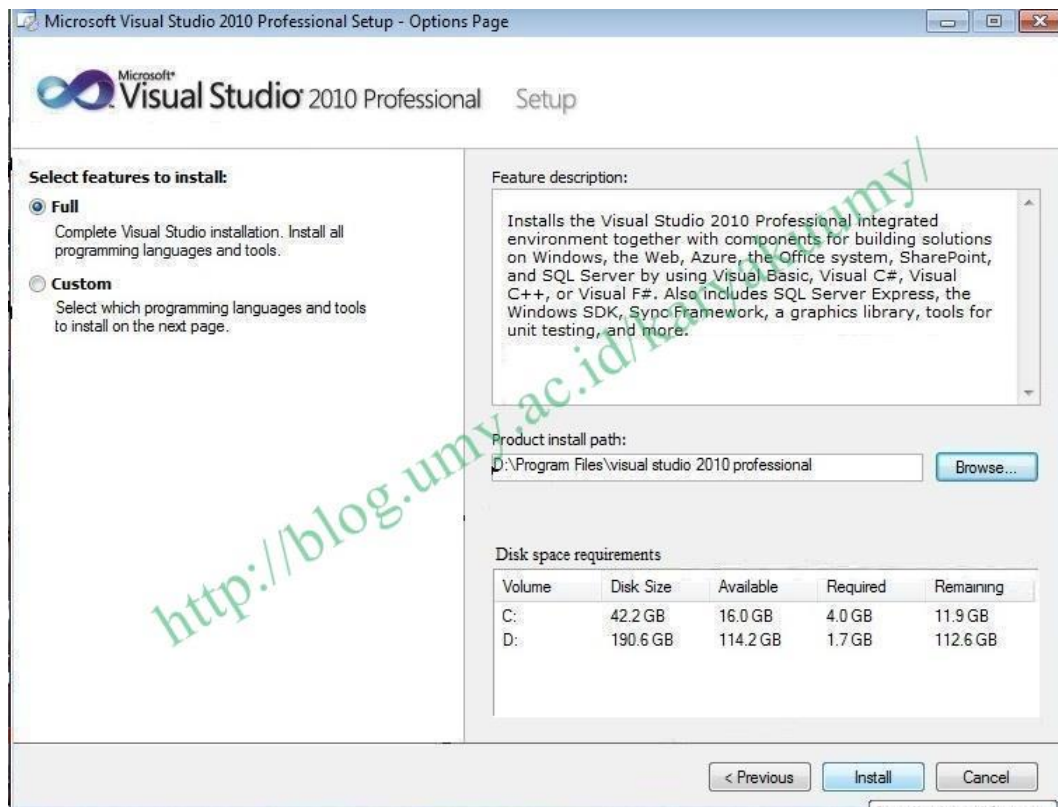 Microsoft Visual Studio 2010 Professional Setup - Options Page
Microsoft®
Visual Studio® 2010 Professional Setup
Select features to install:
Full
Complete Visual Studio installation. Install all
programming languages and tools.
Custom
Select which programming languages and tools
to install on the next page.
Feature description:
Installs the Visual Studio 2010 Professional integrated
environment together with components for building solutions
on Windows, the Web, Azure, the Office system, SharePoint,
and SQL Server by using Visual Basic, Visual C#, Visual
C++, or Visual F#. Also includes SQL Server Express, the
Windows SDK, Sync Framework, a graphics library, tools for
unit testing, and more.
Product install path:
D:\Program Files\visual studio 2010 professional
Browse...
Disk space requirements
Volume Disk Size Available Required Remaining
C: 42.2 GB 16.0 GB 4.0 GB 11.9 GB
D: 190.6 GB 114.2 GB 1.7 GB 112.6 GB
< Previous Install Cancel
http://blog.umy.ac.id/karyakuumy/